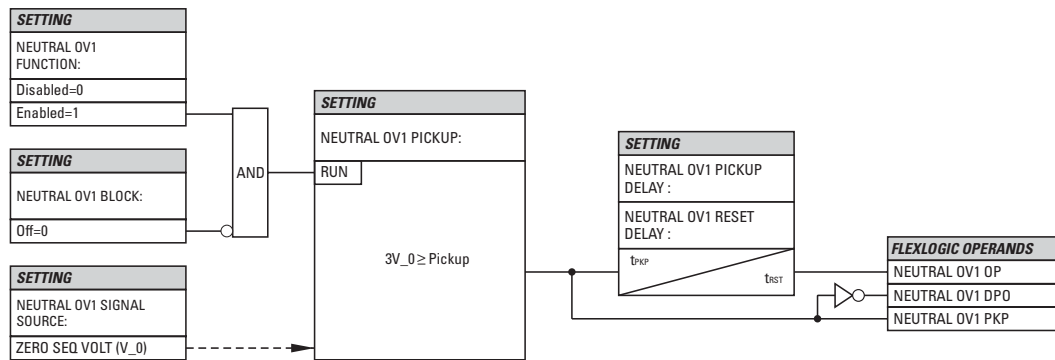 SETTING
NEUTRAL OV1
FUNCTION:
Disabled=0
Enabled=1
SETTING
NEUTRAL OV1 BLOCK:
Off=0
SETTING
NEUTRAL OV1 SIGNAL
SOURCE:
ZERO SEQ VOLT (V_0)
AND
SETTING
NEUTRAL OV1 PICKUP:
RUN
3V_0 ≥ Pickup
SETTING
NEUTRAL OV1 PICKUP
DELAY :
NEUTRAL OV1 RESET
DELAY :
tPKP
tRST
FLEXLOGIC OPERANDS
NEUTRAL OV1 OP
NEUTRAL OV1 DPO
NEUTRAL OV1 PKP